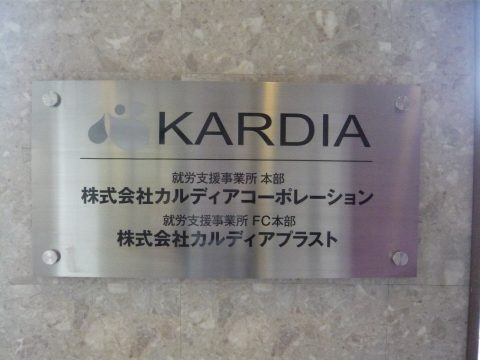 KARDIA
就労支援事業所 本部
株式会社カルディアコーポレーション
就労支援事業所 FC本部
株式会社カルディアプラスト